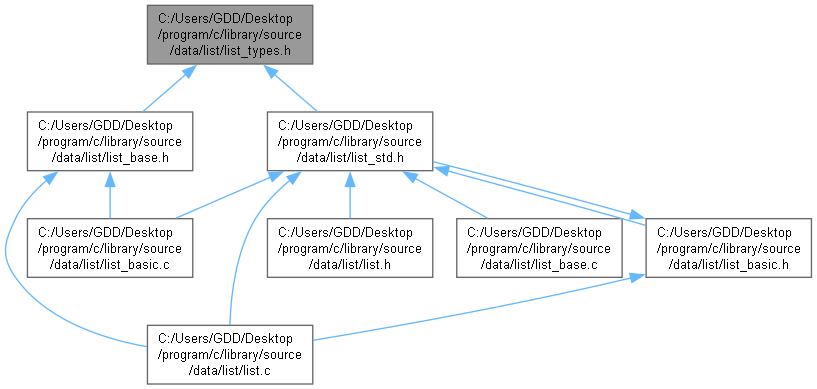 C:/Users/GDD/Desktop
/program/c/library/source
/data/list/list_types.h
C:/Users/GDD/Desktop
/program/c/library/source
/data/list/list_base.h
C:/Users/GDD/Desktop
/program/c/library/source
/data/list/list_std.h
C:/Users/GDD/Desktop
/program/c/library/source
/data/list/list_basic.c
C:/Users/GDD/Desktop
/program/c/library/source
/data/list/list.h
C:/Users/GDD/Desktop
/program/c/library/source
/data/list/list_base.c
C:/Users/GDD/Desktop
/program/c/library/source
/data/list/list_basic.h
C:/Users/GDD/Desktop
/program/c/library/source
/data/list/list.c